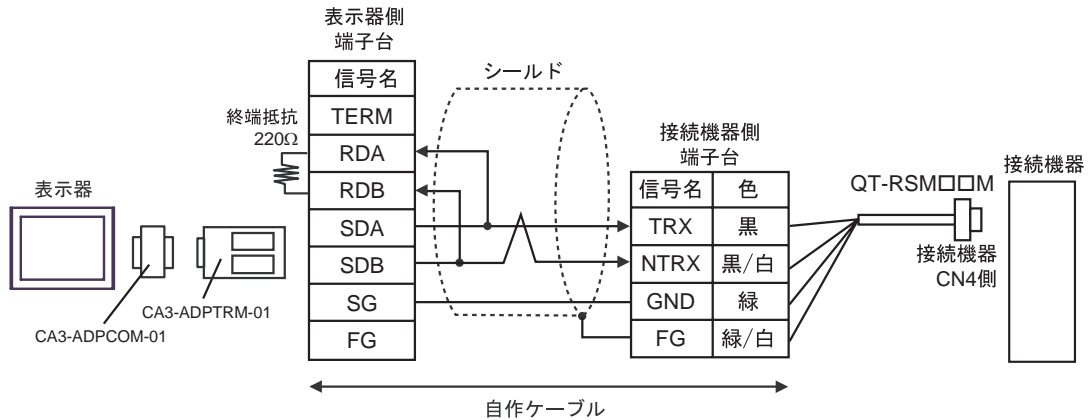 表示器側
端子台
信号名
TERM
RDA
RDB
SDA
SDB
SG
FG
終端抵抗
220Ω
シールド
表示器
CA3-ADPCOM-01
CA3-ADPTRM-01
接続機器側
端子台
信号名 色
TRX 黒
NTRX 黒/白
GND 緑
FG 緑/白
QT-RSM□□M
接続機器
CN4側
接続機器
自作ケーブル